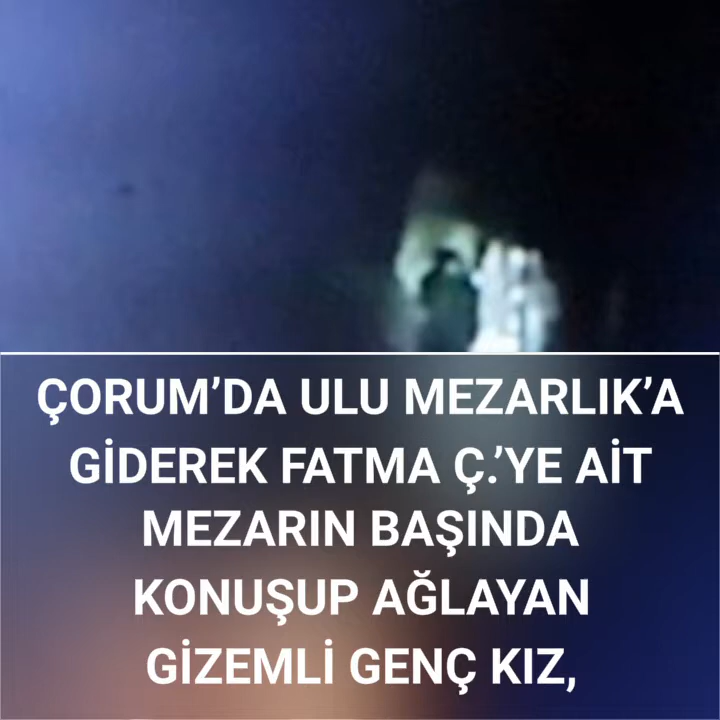 ÇORUM’DA ULU MEZARLIK’A
GİDEREK FATMA Ç.’YE AİT
MEZARIN BAŞINDA
KONUŞUP AĞLAYAN
GİZEMLİ GENÇ KIZ,